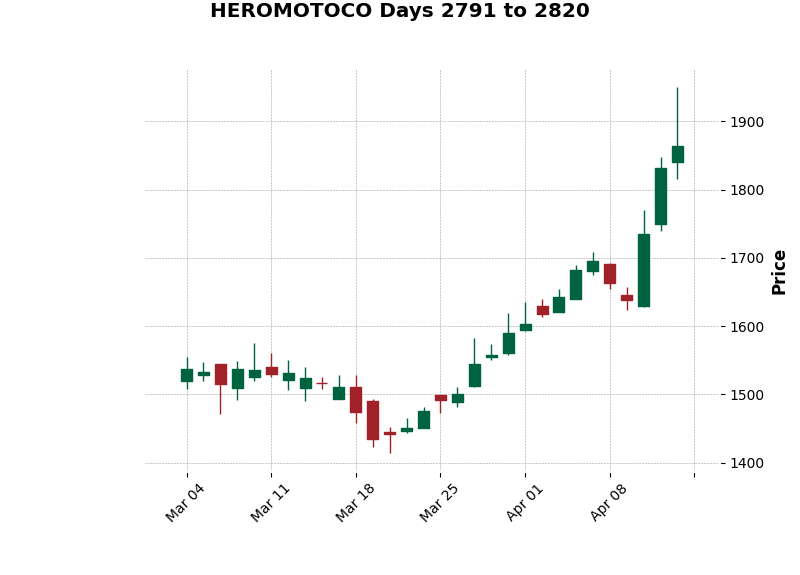 HEROMOTOCO Days 2791 to 2820
1900
1800
1700
1600
1500
1400
Price
Mar 04
Mar 11
Mar 18
Mar 25
Apr 01
Apr 08